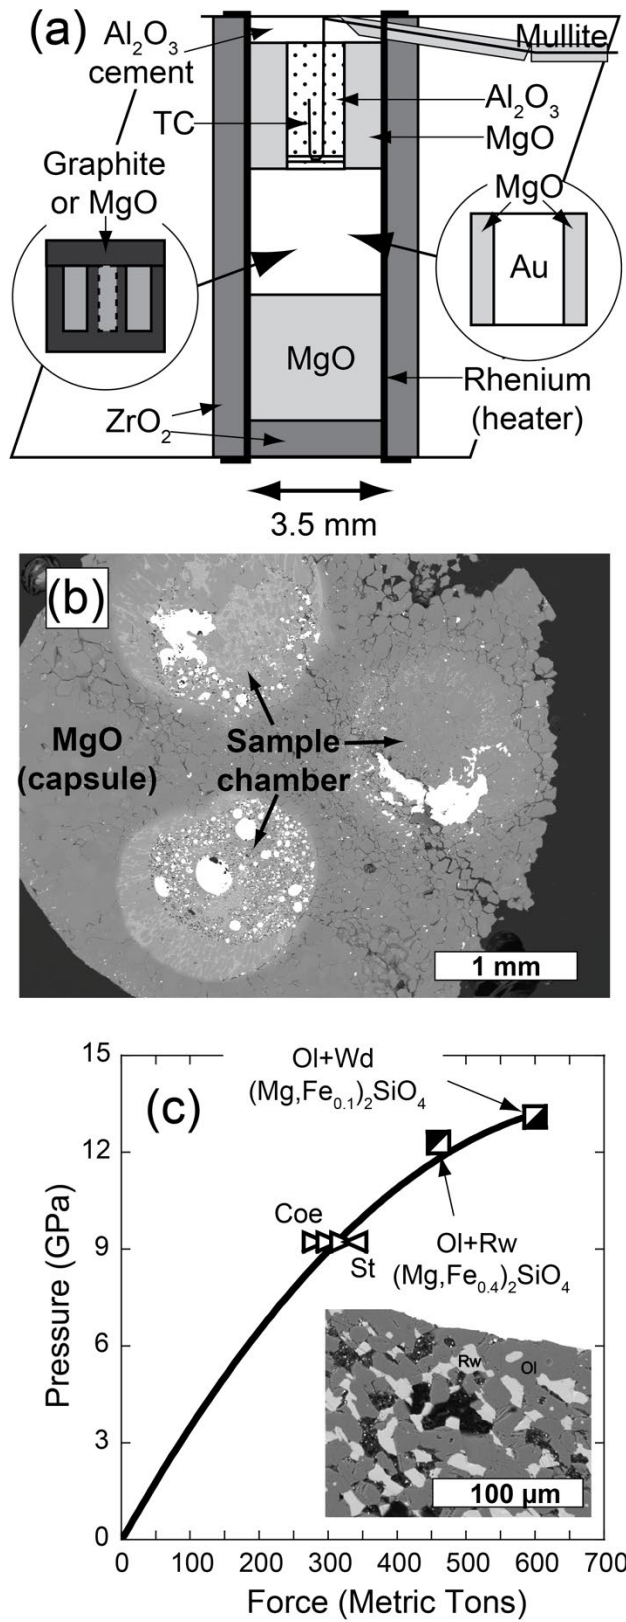 (a)
Al₂O₃
cement
Mullite
Al₂O₃
MgO
TC
Graphite
or MgO
MgO
Au
MgO
Rhenium
(heater)
ZrO₂
3.5 mm
(b)
MgO
(capsule)
Sample
chamber
1 mm
(c)
Ol+Wd
(Mg,Fe₀.₁)₂SiO₄
Coe
St
Ol+Rw
(Mg,Fe₀.₄)₂SiO₄
Rw
Ol
100 µm
Pressure (GPa)
15
12
9
6
3
0
0 100 200 300 400 500 600 700
Force (Metric Tons)